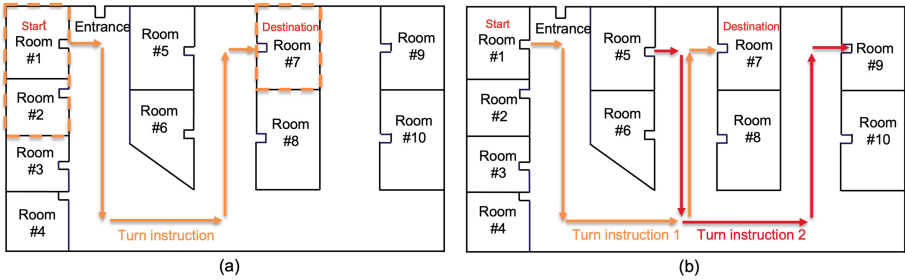 Start
Room
#1
Room
#2
Room
#3
Room
#4
Entrance
Room
#5
Room
#6
Destination
Room
#7
Room
#8
Room
#9
Room
#10
Turn instruction
(a)
Start
Room
#1
Room
#2
Room
#3
Room
#4
Entrance
Room
#5
Room
#6
Destination
Room
#7
Room
#8
Room
#9
Room
#10
Turn instruction 1
Turn instruction 2
(b)